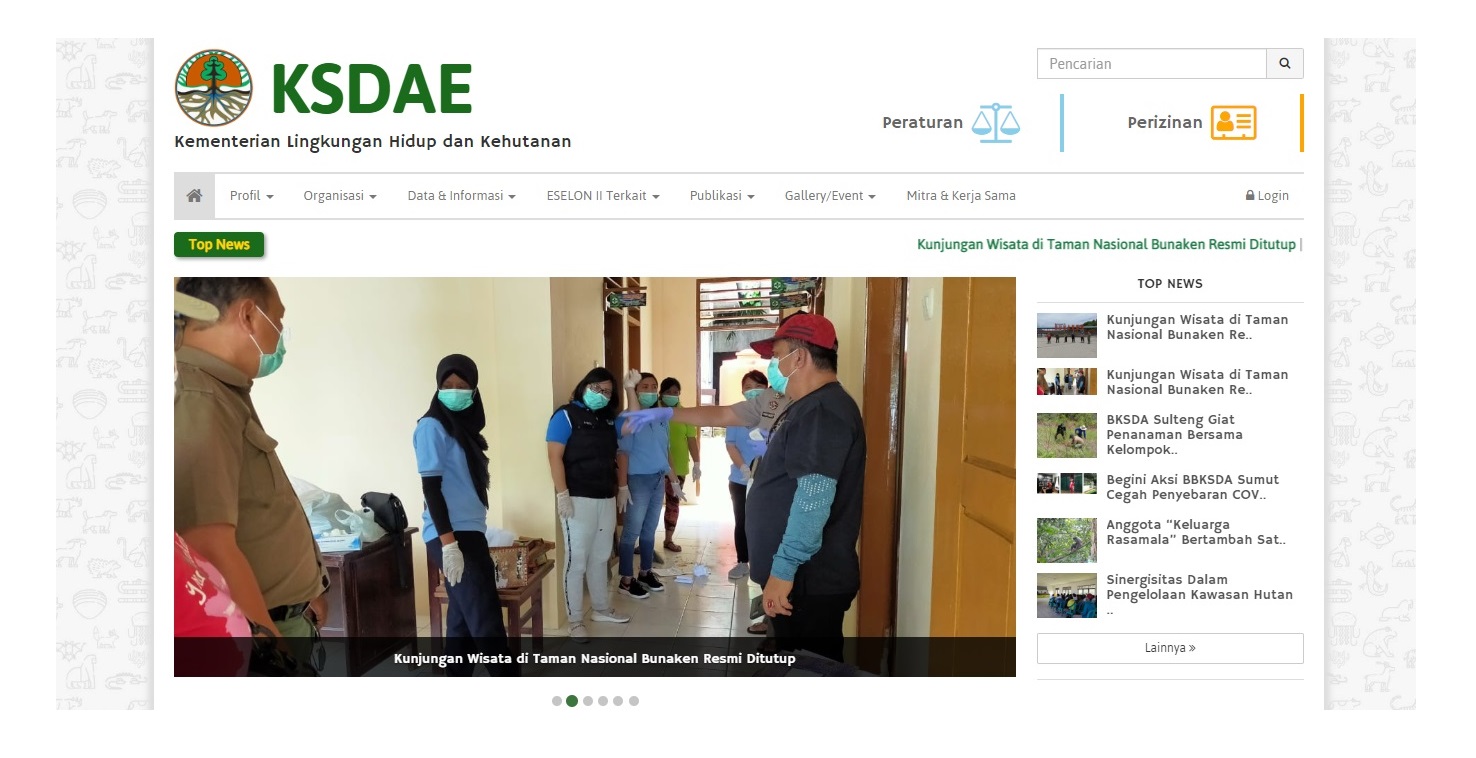 KSDAE
Kementerian Lingkungan Hidup dan Kehutanan
Pencarian
Peraturan
Perizinan
Profil
Organisasi
Data & Informasi
ESELON II Terkait
Publikasi
Gallery/Event
Mitra & Kerja Sama
Login
Top News
Kunjungan Wisata di Taman Nasional Bunaken Resmi Ditutup |
Kunjungan Wisata di Taman Nasional Bunaken Resmi Ditutup
TOP NEWS
Kunjungan Wisata di Taman
Nasional Bunaken Re..
Kunjungan Wisata di Taman
Nasional Bunaken Re..
BKSDA Sulteng Giat
Penanaman Bersama
Kelompok..
Begini Aksi BBKSDA Sumut
Cegah Penyebaran COV..
Anggota “Keluarga
Rasamala” Bertambah Sat..
Sinergisitas Dalam
Pengelolaan Kawasan Hutan
..
Lainnya »